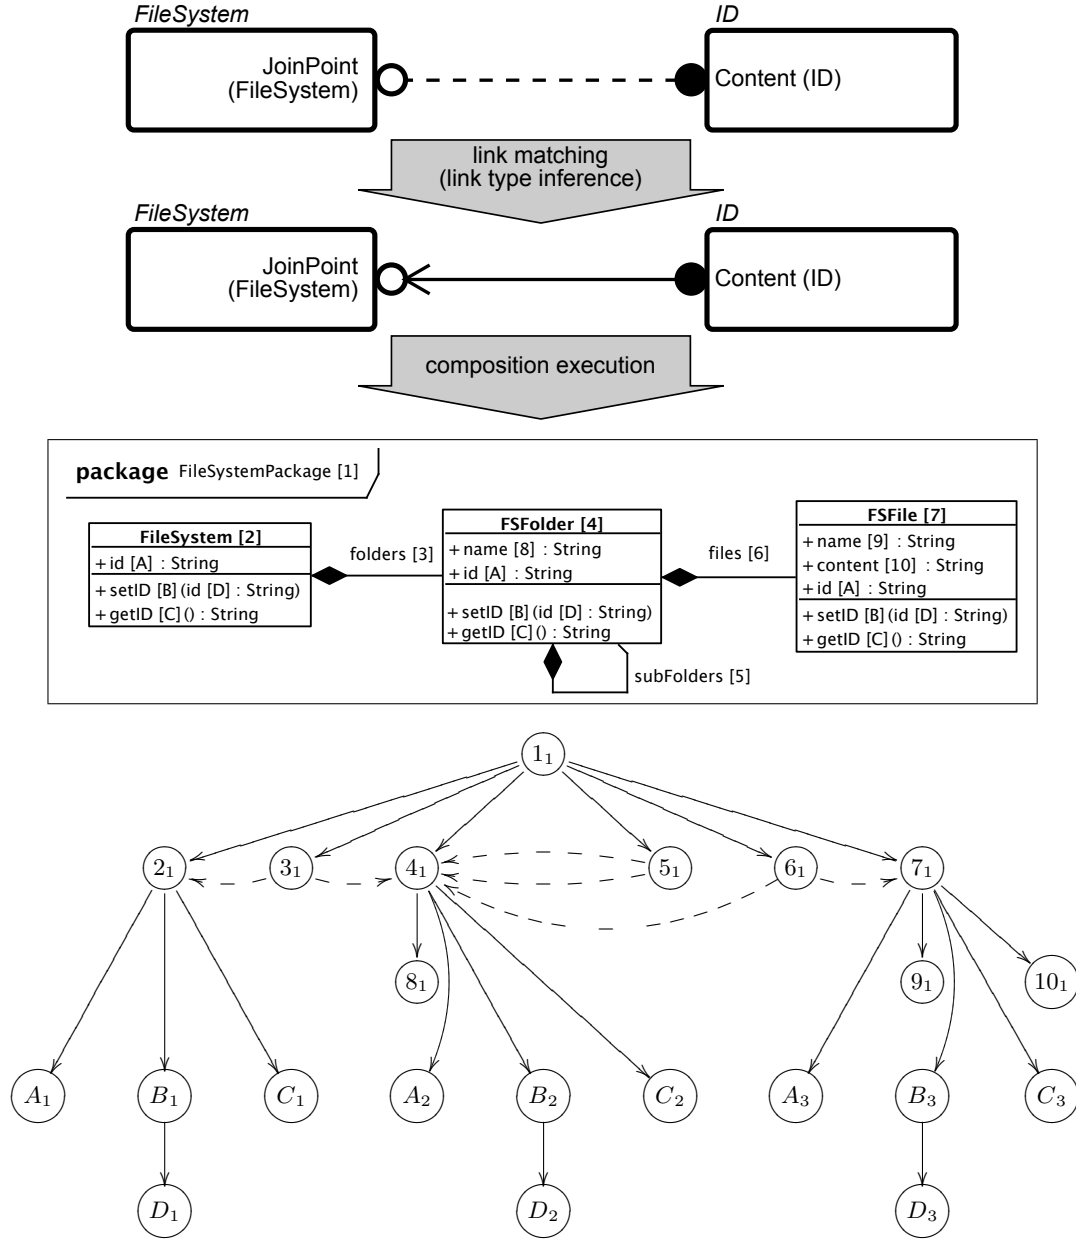 FileSystem
ID
JoinPoint
(FileSystem)
Content (ID)
link matching
(link type inference)
FileSystem
ID
JoinPoint
(FileSystem)
Content (ID)
composition execution
package FileSystemPackage [1]
FileSystem [2]
+ id [A] : String
+ setID [B] (id [D] : String)
+ getID [C] () : String
folders [3]
FSFolder [4]
+ name [8] : String
+ id [A] : String
+ setID [B] (id [D] : String)
+ getID [C] () : String
subFolders [5]
files [6]
FSFile [7]
+ name [9] : String
+ content [10] : String
+ id [A] : String
+ setID [B] (id [D] : String)
+ getID [C] () : String
1₁
2₁ 3₁ 4₁ 5₁ 6₁ 7₁
8₁ 9₁ 10₁
A₁ B₁ C₁ A₂ B₂ C₂ A₃ B₃ C₃
D₁ D₂ D₃